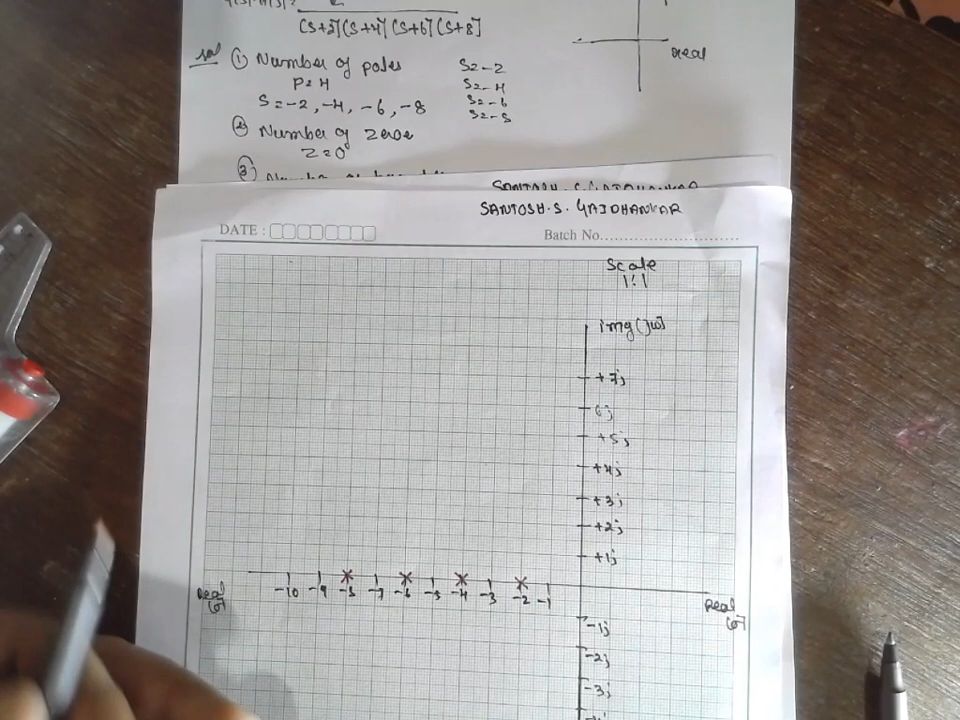 (s+2)(s+4)(s+6)(s+8)
Real
Sol ① Number of poles
P=4
s=-2, -4, -6, -8
s=-2
s=-4
s=-6
s=-8
② Number of zeros
Z=0
③
SANTOSH.S.GAJDHANKAR
DATE :
Batch No.
Scale
1:1
img(jω)
+7j
6j
+5j
+4j
+3j
+2j
+1j
-10 -9 -8 -7 -6 -5 -4 -3 -2 -1
Real
(σ)
Real
(σ)
-1j
-2j
-3j